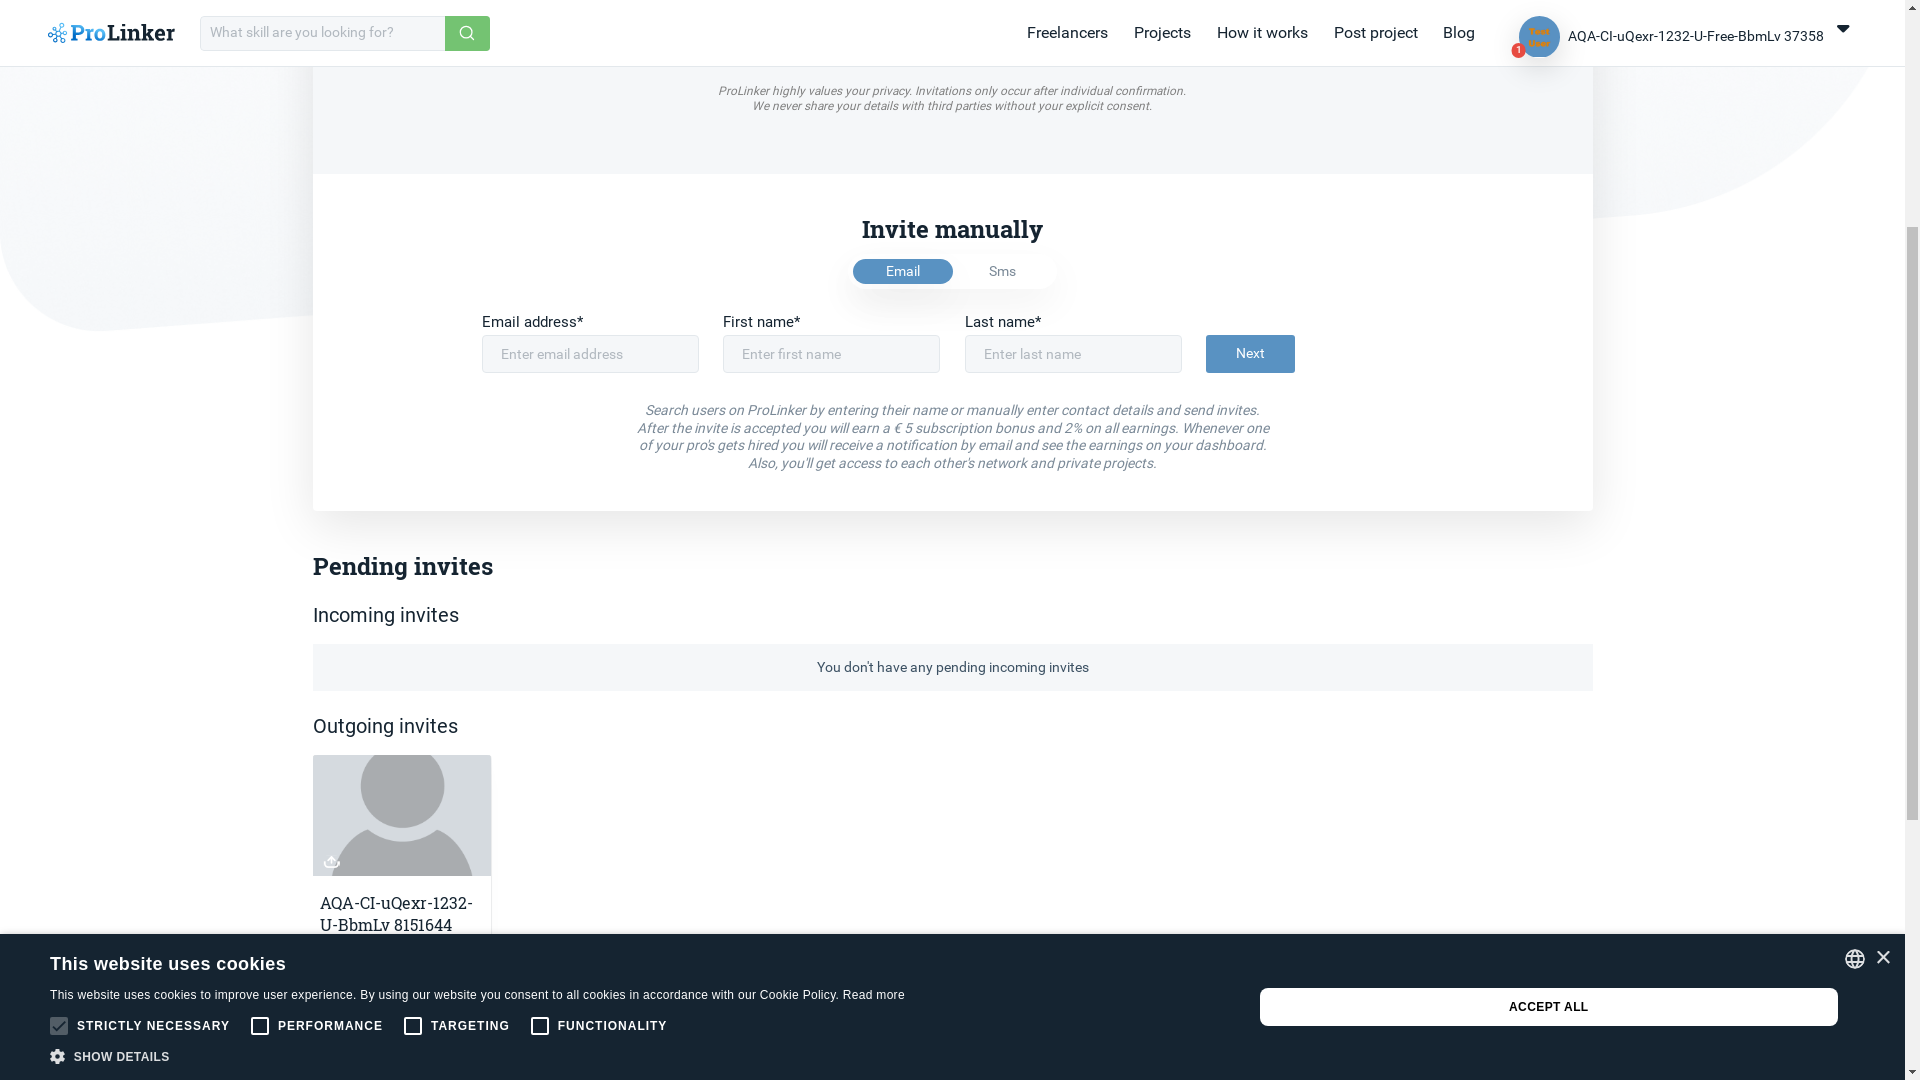 ProLinker
What skill are you looking for?
Freelancers
Projects
How it works
Post project
Blog
Test
User
1
AQA-CI-uQexr-1232-U-Free-BbmLv 37358
ProLinker highly values your privacy. Invitations only occur after individual confirmation.
We never share your details with third parties without your explicit consent.
Invite manually
Email
Sms
Email address*
First name*
Last name*
Enter email address
Enter first name
Enter last name
Next
Search users on ProLinker by entering their name or manually enter contact details and send invites.
After the invite is accepted you will earn a € 5 subscription bonus and 2% on all earnings. Whenever one
of your pro's gets hired you will receive a notification by email and see the earnings on your dashboard.
Also, you'll get access to each other's network and private projects.
Pending invites
Incoming invites
You don't have any pending incoming invites
Outgoing invites
AQA-CI-uQexr-1232-
U-BbmLv 8151644
This website uses cookies
This website uses cookies to improve user experience. By using our website you consent to all cookies in accordance with our Cookie Policy. Read more
STRICTLY NECESSARY
PERFORMANCE
TARGETING
FUNCTIONALITY
SHOW DETAILS
ACCEPT ALL